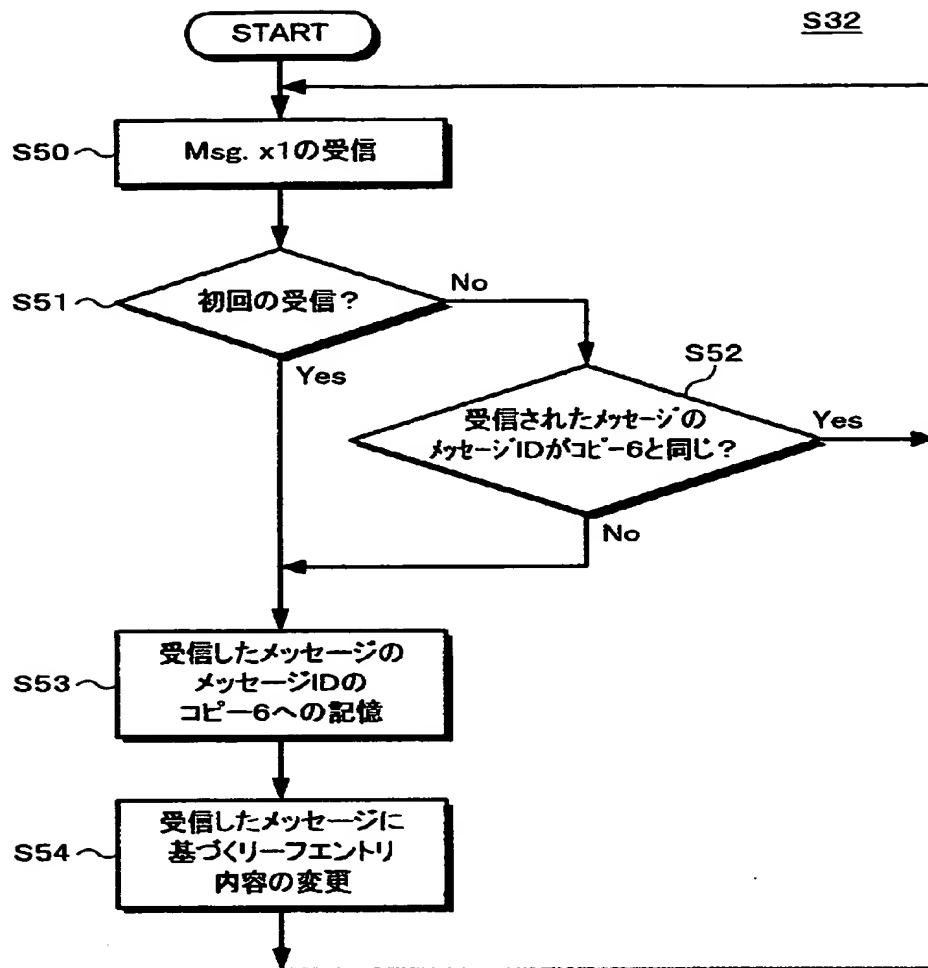 START
S32
S50
Msg. x1の受信
S51
初回の受信?
No
Yes
S52
受信されたメッセージの
メッセージIDがコピー6と同じ?
Yes
No
S53
受信したメッセージの
メッセージIDの
コピー6への記憶
S54
受信したメッセージに
基づくリーフエントリ
内容の変更